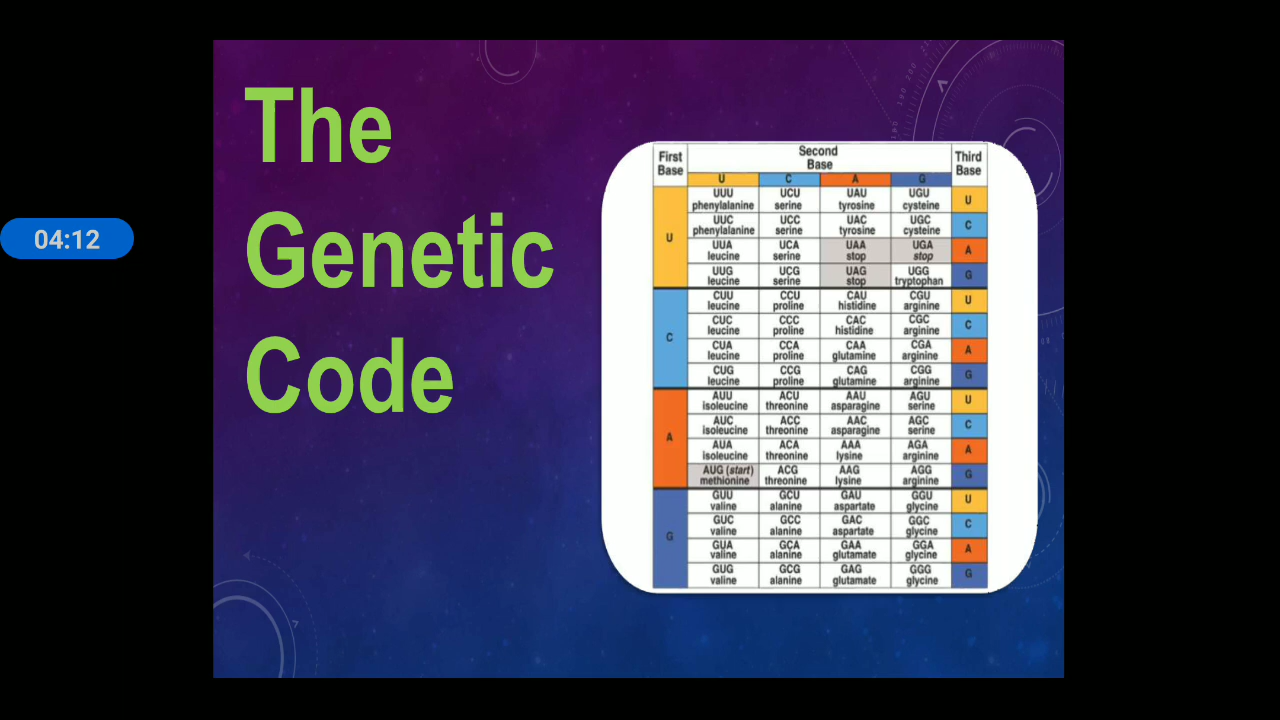 The
Genetic
Code
04:12
First Base Second Base Third Base
U C A G
UUU UCU UAU UGU U
phenylalanine serine tyrosine cysteine
UUC UCC UAC UGC C
phenylalanine serine tyrosine cysteine
U
UUA UCA UAA UGA A
leucine serine stop stop
UUG UCG UAG UGG G
leucine serine stop tryptophan
CUU CCU CAU CGU U
leucine proline histidine arginine
CUC CCC CAC CGC C
leucine proline histidine arginine
C
CUA CCA CAA CGA A
leucine proline glutamine arginine
CUG CCG CAG CGG G
leucine proline glutamine arginine
AUU ACU AAU AGU U
isoleucine threonine asparagine serine
AUC ACC AAC AGC C
isoleucine threonine asparagine serine
A
AUA ACA AAA AGA A
isoleucine threonine lysine arginine
AUG (start) ACG AAG AGG G
methionine threonine lysine arginine
GUU GCU GAU GGU U
valine alanine aspartate glycine
GUC GCC GAC GGC C
valine alanine aspartate glycine
G
GUA GCA GAA GGA A
valine alanine glutamate glycine
GUG GCG GAG GGG G
valine alanine glutamate glycine